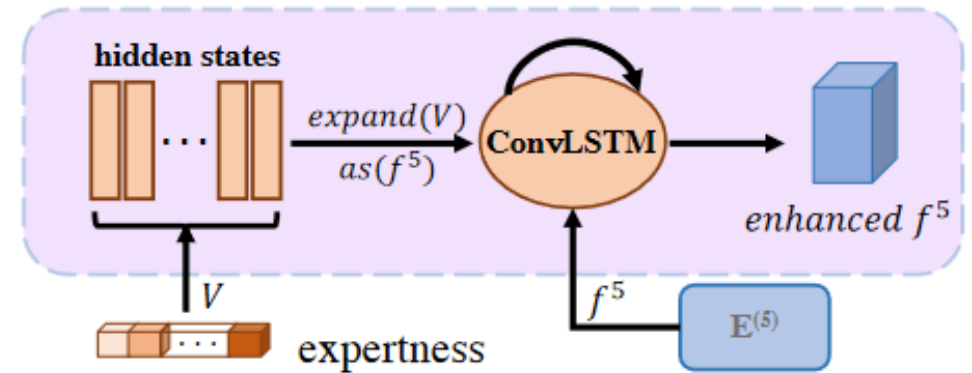 hidden states
. . .
expand(V)
as(f⁵)
ConvLSTM
enhanced f⁵
V
f⁵
E⁽⁵⁾
. . .
expertness